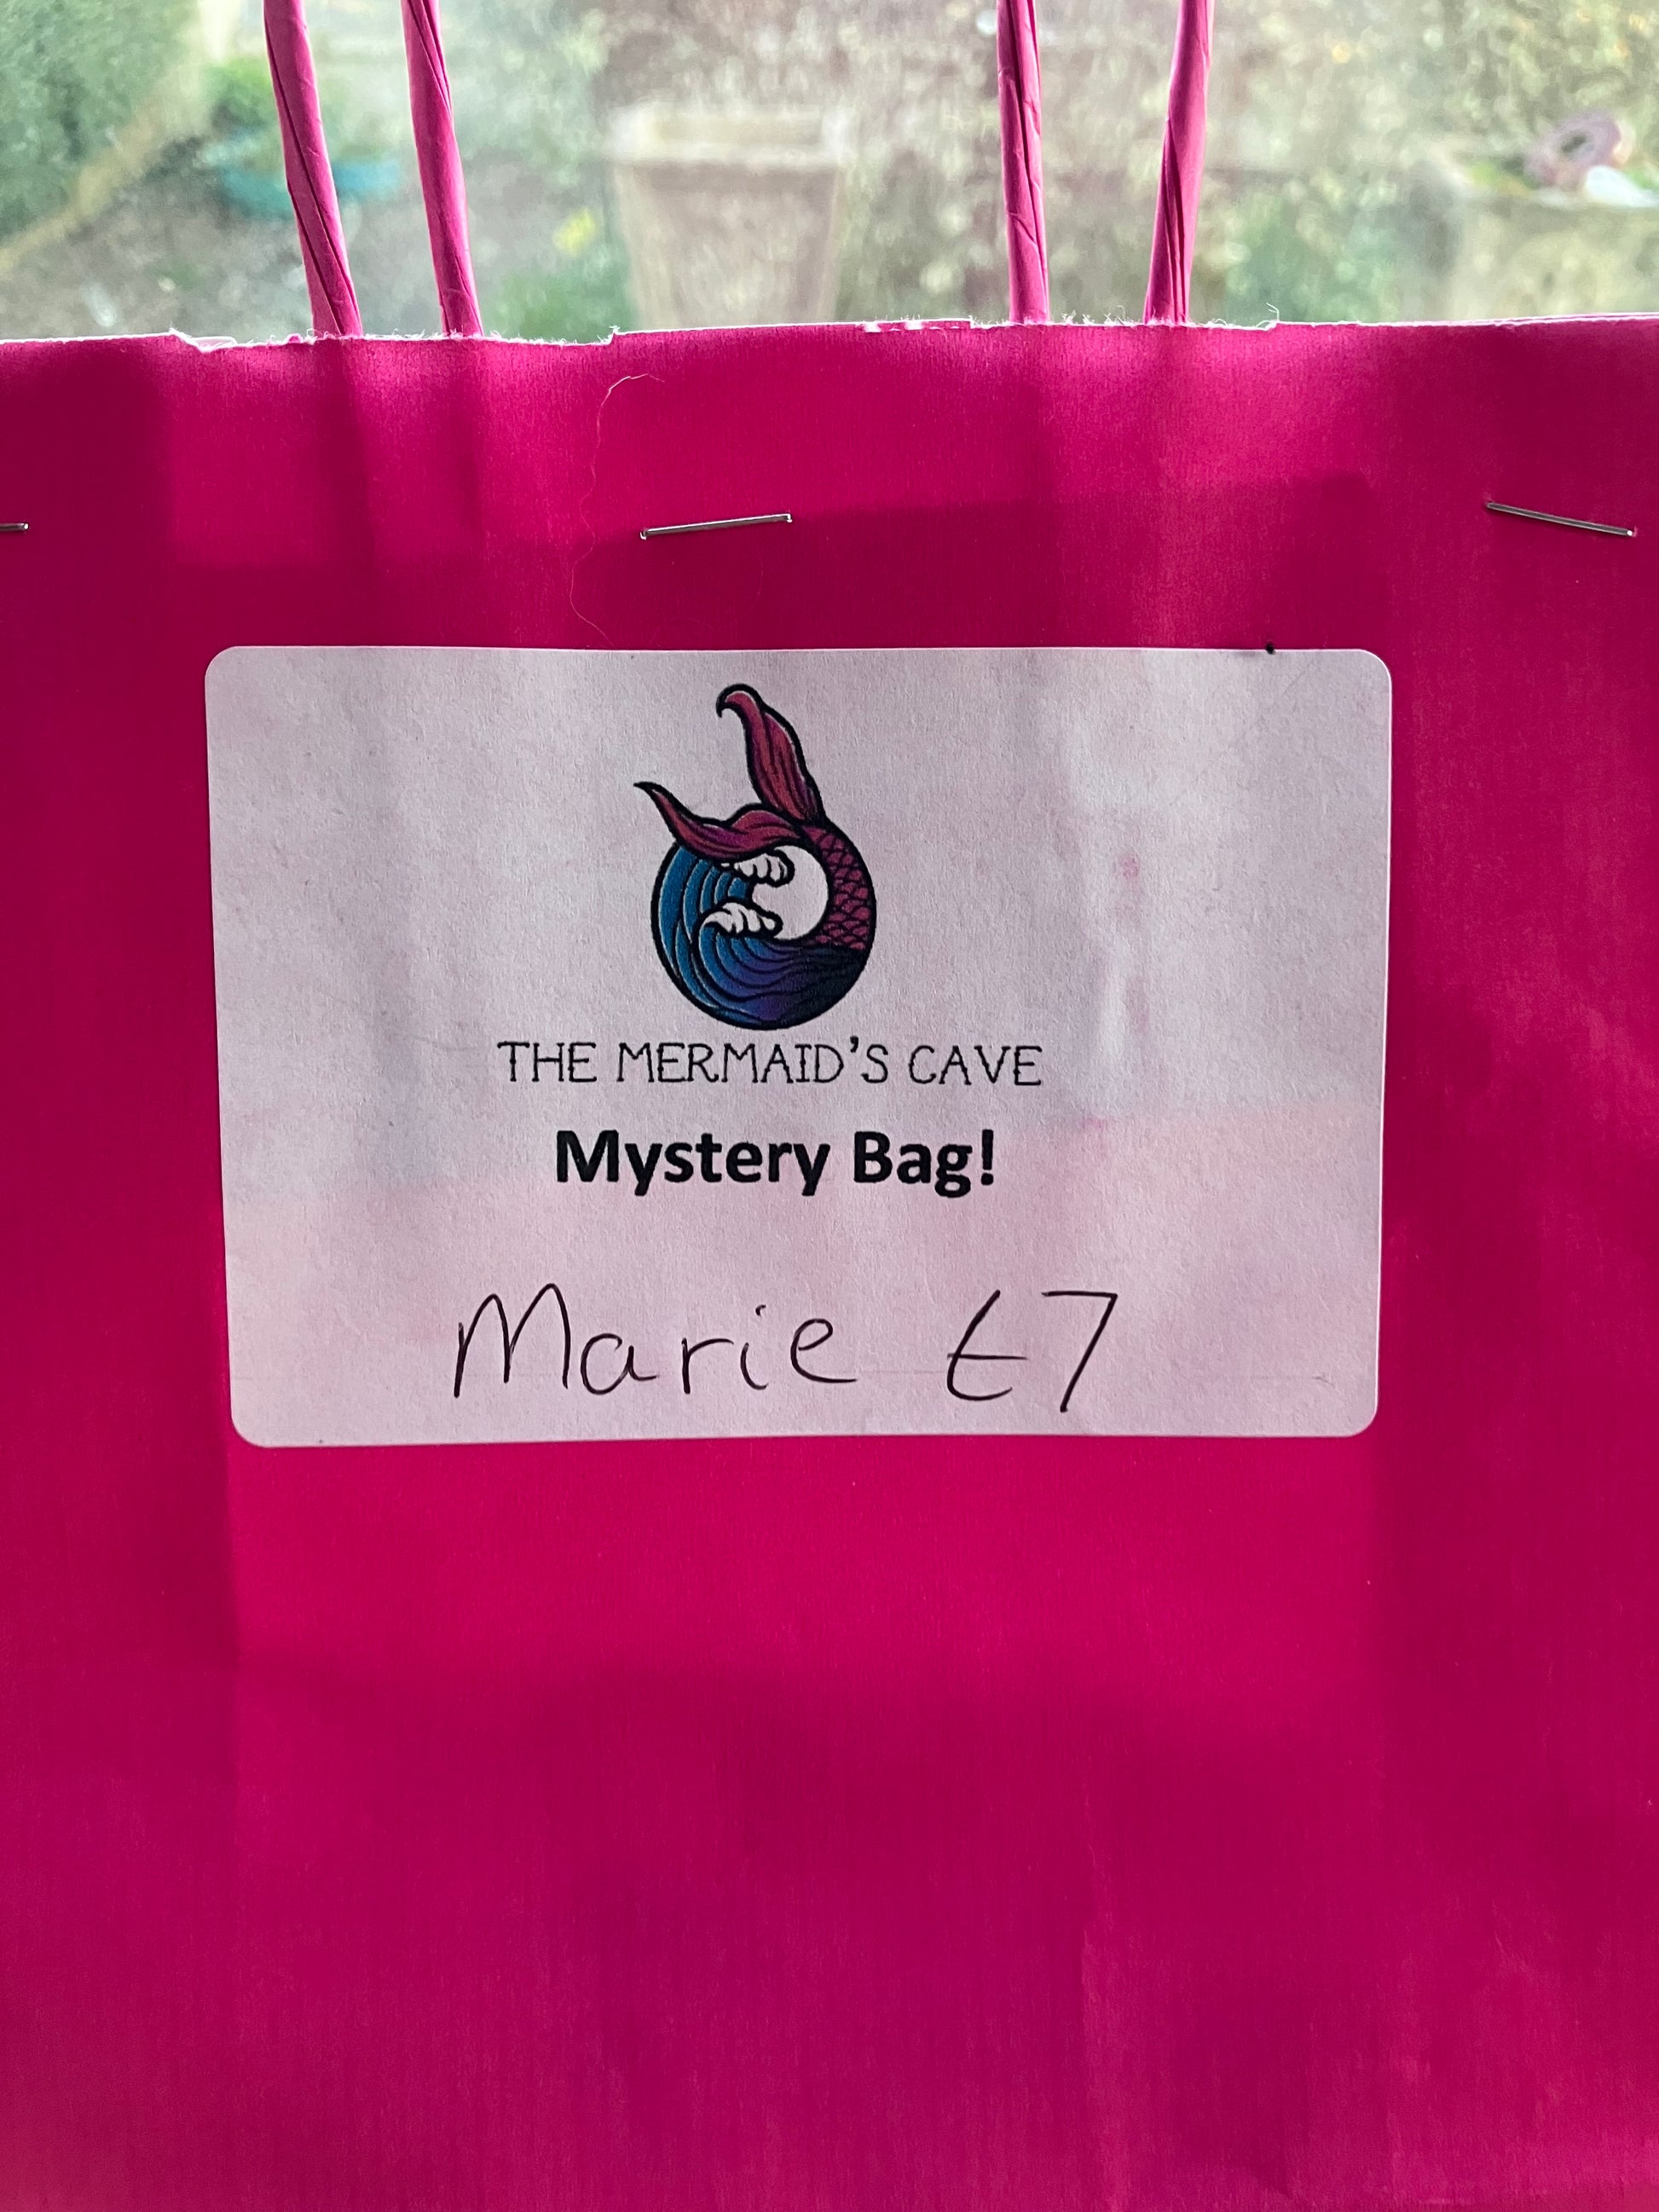 THE MERMAID'S CAVE
Mystery Bag!
Marie £7